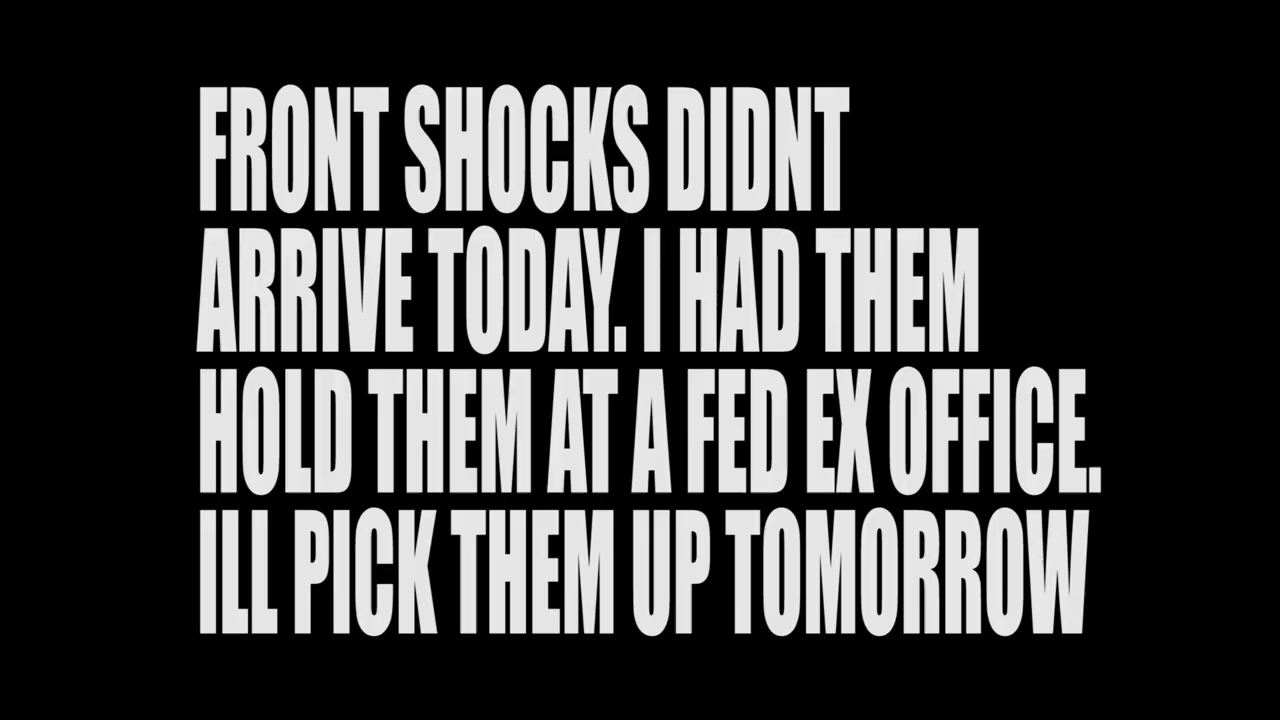 FRONT SHOCKS DIDNT
ARRIVE TODAY. I HAD THEM
HOLD THEM AT A FED EX OFFICE.
ILL PICK THEM UP TOMORROW